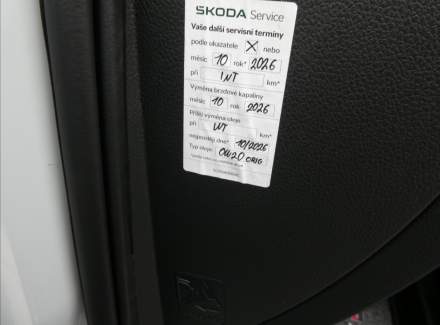 ŠKODA Service
Vaše další servisní termíny
podle ukazatele X nebo
měsíc 10 rok* 2026
při INT km*
Výměna brzdové kapaliny
měsíc 10 rok 2026
Příští výměna oleje
při INT km*
nejpozději dne* 10/2026
Typ oleje: 0W20 ORIG